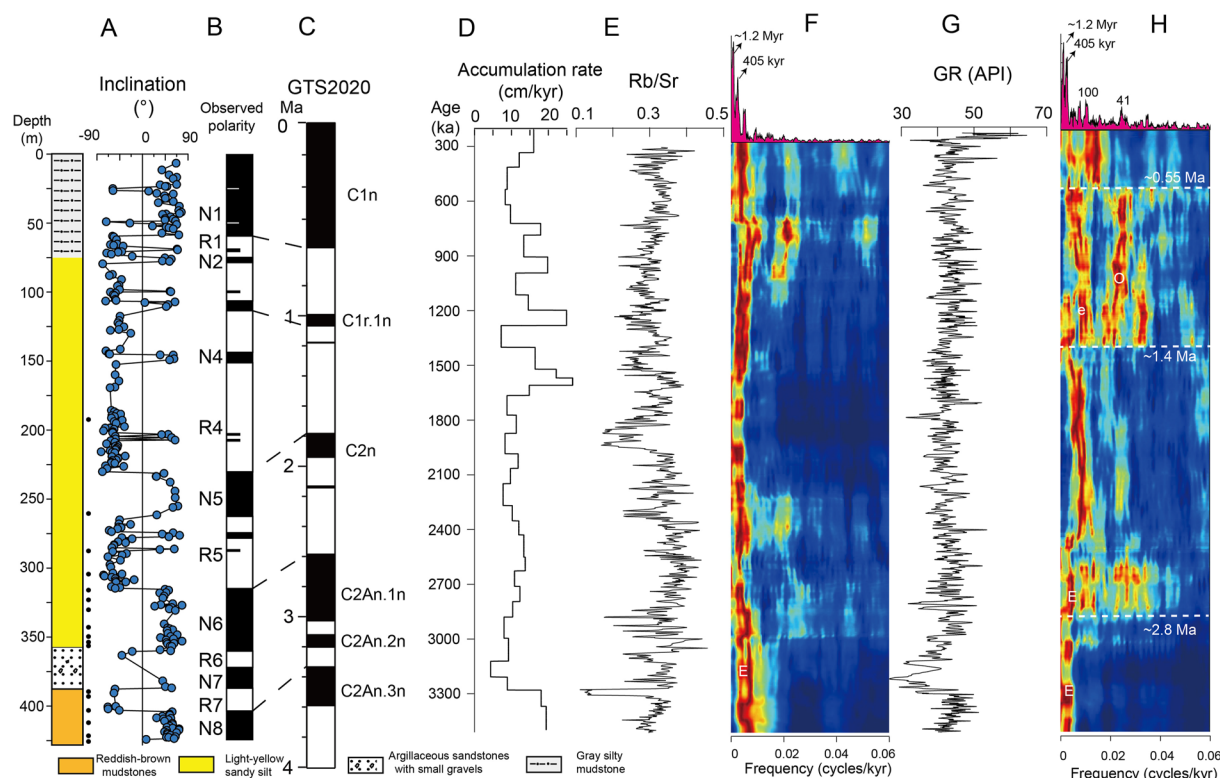 A
B
C
D
E
F
G
H
~1.2 Myr
405 kyr
~1.2 Myr
405 kyr
100
41
Inclination
(°)
Observed
polarity
GTS2020
Ma
Accumulation rate
(cm/kyr)
Rb/Sr
GR (API)
Depth
(m)
-90
0
90
Age
(ka)
0
10
20
0.1
0.3
0.5
30
50
70
0
50
100
150
200
250
300
350
400
N1
R1
N2
N4
R4
N5
R5
N6
R6
N7
R7
N8
0
1
2
3
4
C1n
C1r.1n
C2n
C2An.1n
C2An.2n
C2An.3n
300
600
900
1200
1500
1800
2100
2400
2700
3000
3300
E
~0.55 Ma
O
e
~1.4 Ma
E
~2.8 Ma
E
0
0.02
0.04
0.06
Frequency (cycles/kyr)
0
0.02
0.04
0.06
Frequency (cycles/kyr)
Reddish-brown
mudstones
Light-yellow
sandy silt
Argillaceous sandstones
with small gravels
Gray silty
mudstone